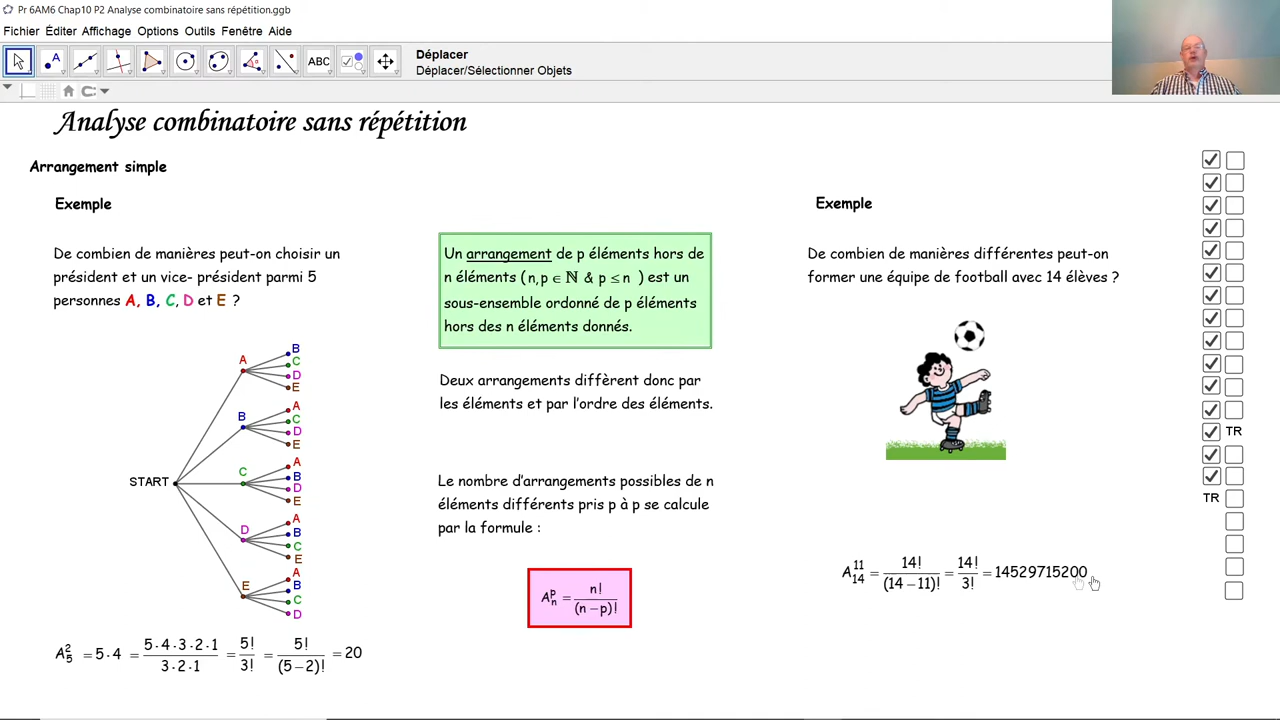 Pr 6AM6 Chap10 P2 Analyse combinatoire sans répétition.ggb
Fichier Éditer Affichage Options Outils Fenêtre Aide
A
ABC
Déplacer
Déplacer/Sélectionner Objets
Analyse combinatoire sans répétition
Arrangement simple
Exemple
De combien de manières peut-on choisir un
président et un vice- président parmi 5
personnes A, B, C, D et E ?
START
A
B
C
D
E
B
A
C
D
E
C
A
B
D
E
D
A
B
C
E
E
A
B
C
D
A₅² = 5·4 = 5·4·3·2·1 / 3·2·1 = 5! / 3! = 5! / (5−2)! = 20
Un arrangement de p éléments hors de
n éléments ( n,p ∈ ℕ & p ≤ n ) est un
sous-ensemble ordonné de p éléments
hors des n éléments donnés.
Deux arrangements diffèrent donc par
les éléments et par l'ordre des éléments.
Le nombre d'arrangements possibles de n
éléments différents pris p à p se calcule
par la formule :
Aₙᵖ = n! / (n−p)!
Exemple
De combien de manières différentes peut-on
former une équipe de football avec 14 élèves ?
A₁₄¹¹ = 14! / (14−11)! = 14! / 3! = 14529715200
TR
TR